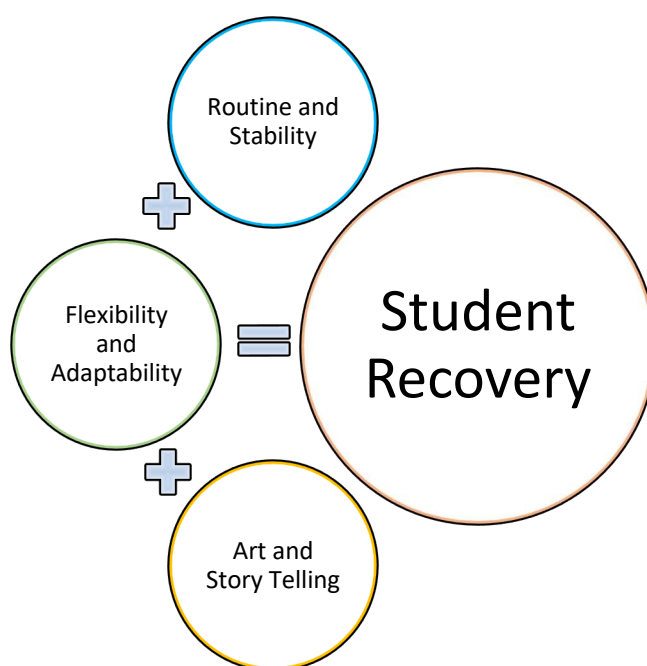 Routine and
Stability
Flexibility
and
Adaptability
Student
Recovery
Art and
Story Telling